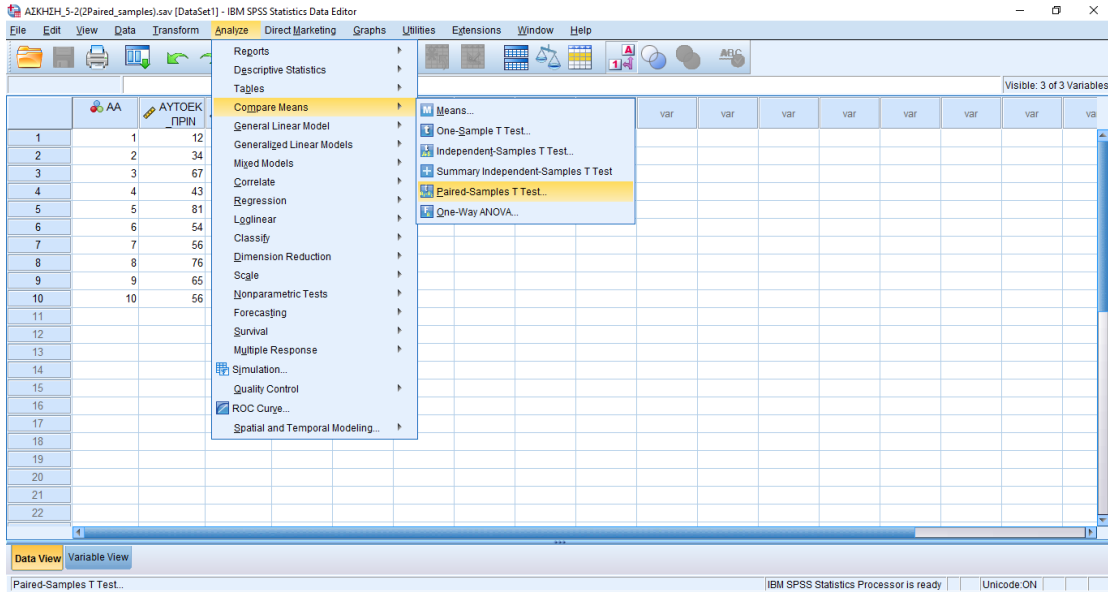 ΑΣΚΗΣΗ_5-2(2Paired_samples).sav [DataSet1] - IBM SPSS Statistics Data Editor
File Edit View Data Transform Analyze Direct Marketing Graphs Utilities Extensions Window Help
A
1
ABC
Visible: 3 of 3 Variables
AA ΑΥΤΟΕΚ_ΠΡΙΝ var var var var var var var va
1 1 12
2 2 34
3 3 67
4 4 43
5 5 81
6 6 54
7 7 56
8 8 76
9 9 65
10 10 56
11
12
13
14
15
16
17
18
19
20
21
22
Reports
Descriptive Statistics
Tables
Compare Means
General Linear Model
Generalized Linear Models
Mixed Models
Correlate
Regression
Loglinear
Classify
Dimension Reduction
Scale
Nonparametric Tests
Forecasting
Survival
Multiple Response
Simulation...
Quality Control
ROC Curve...
Spatial and Temporal Modeling...
Means...
One-Sample T Test...
Independent-Samples T Test...
Summary Independent-Samples T Test
Paired-Samples T Test...
One-Way ANOVA...
Data View Variable View
Paired-Samples T Test... IBM SPSS Statistics Processor is ready Unicode:ON